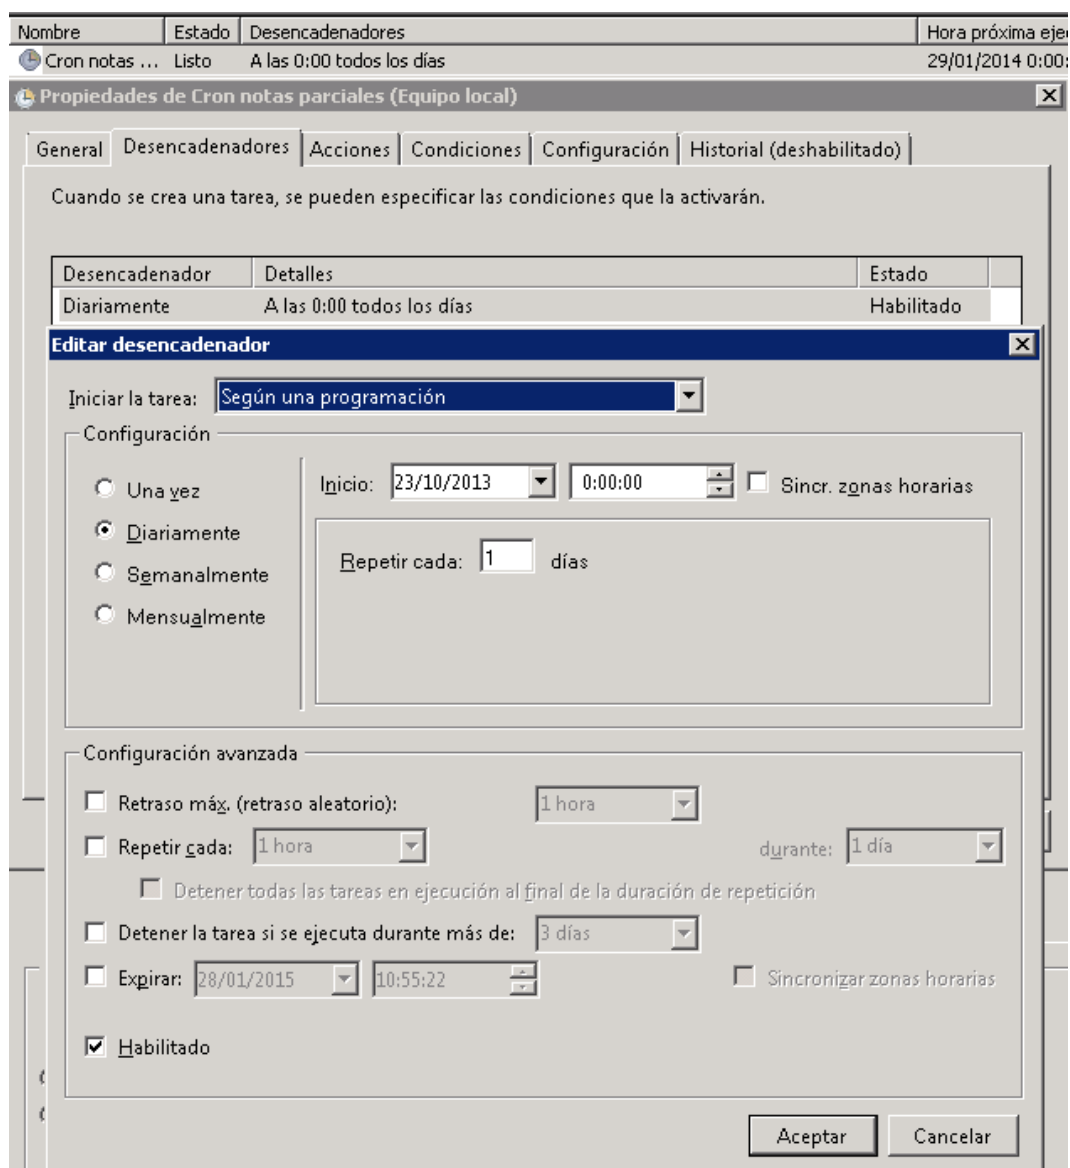 Nombre Estado Desencadenadores Hora próxima eje
Cron notas ... Listo A las 0:00 todos los días 29/01/2014 0:00:
Propiedades de Cron notas parciales (Equipo local)
General Desencadenadores Acciones Condiciones Configuración Historial (deshabilitado)
Cuando se crea una tarea, se pueden especificar las condiciones que la activarán.
Desencadenador Detalles Estado
Diariamente A las 0:00 todos los días Habilitado
Editar desencadenador
Iniciar la tarea: Según una programación
Configuración
Una vez
Inicio: 23/10/2013 0:00:00 Sincr. zonas horarias
Diariamente
Repetir cada: 1 días
Semanalmente
Mensualmente
Configuración avanzada
Retraso máx. (retraso aleatorio): 1 hora
Repetir cada: 1 hora durante: 1 día
Detener todas las tareas en ejecución al final de la duración de repetición
Detener la tarea si se ejecuta durante más de: 3 días
Expirar: 28/01/2015 10:55:22 Sincronizar zonas horarias
Habilitado
Aceptar Cancelar